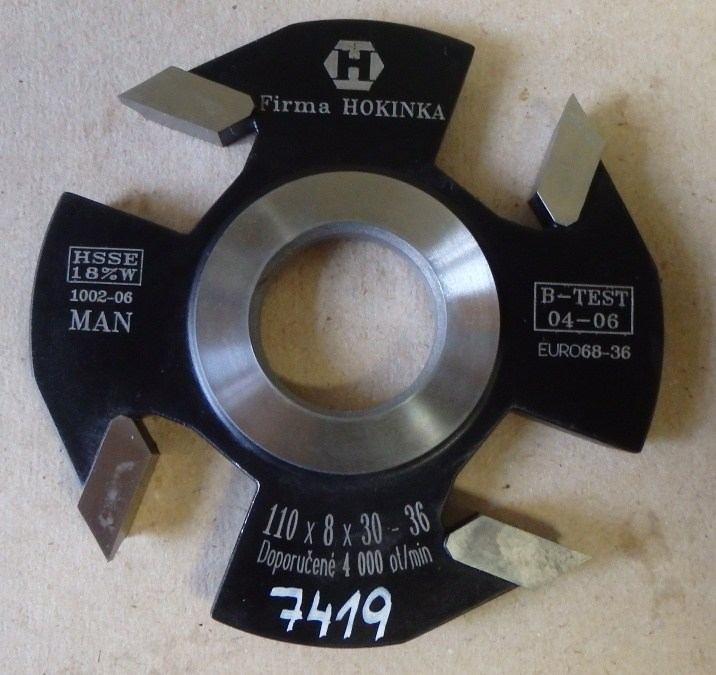 H
Firma HOKINKA
HSSE
18%W
1002-06
MAN
B-TEST
04-06
EURO68-36
110 x 8 x 30 - 36
Doporučené 4 000 ot/min
7419